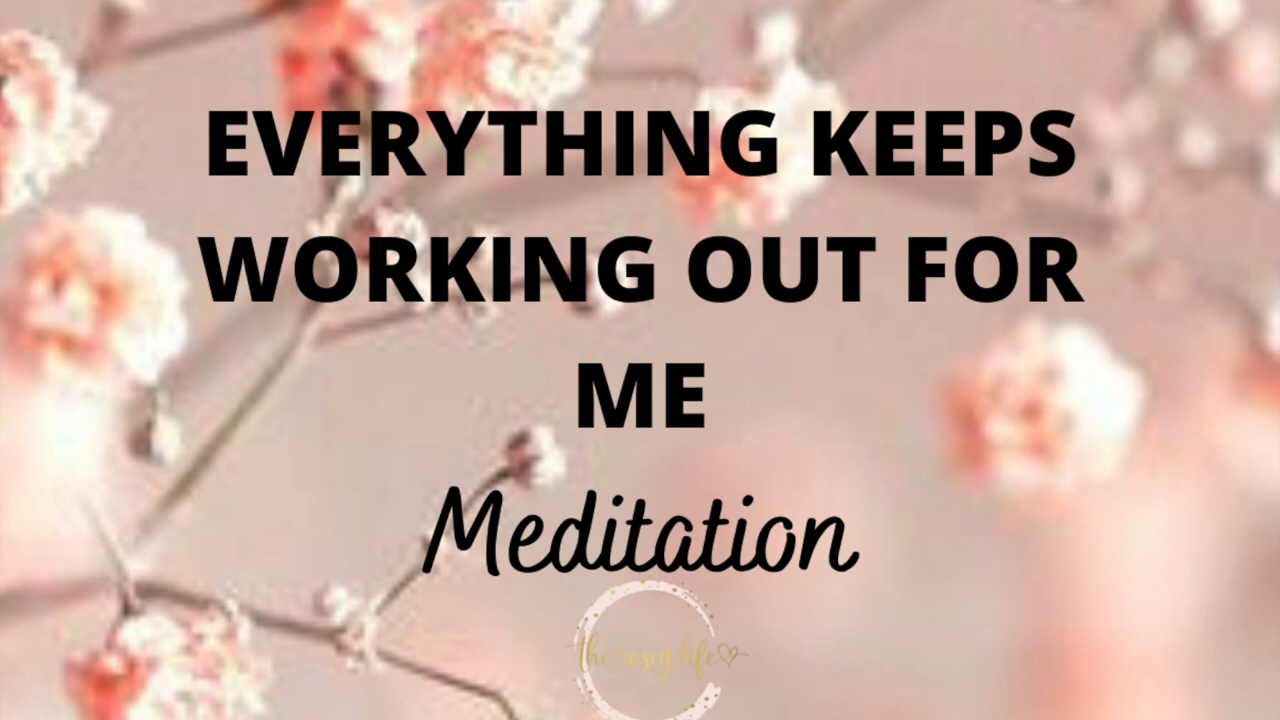 EVERYTHING KEEPS
WORKING OUT FOR
ME
Meditation
the rosey life